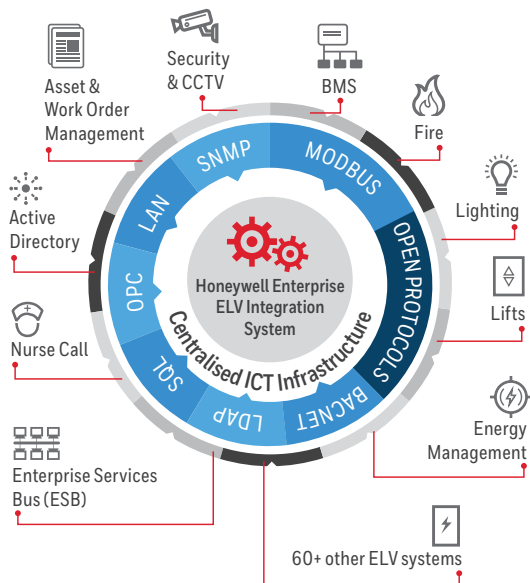 Security
& CCTV
BMS
Asset &
Work Order
Management
Fire
Active
Directory
Lighting
Nurse Call
Lifts
Enterprise Services
Bus (ESB)
Energy
Management
60+ other ELV systems
SNMP
MODBUS
OPEN PROTOCOLS
BACNET
LDAP
SQL
OPC
LAN
Honeywell Enterprise
ELV Integration
System
Centralised ICT Infrastructure